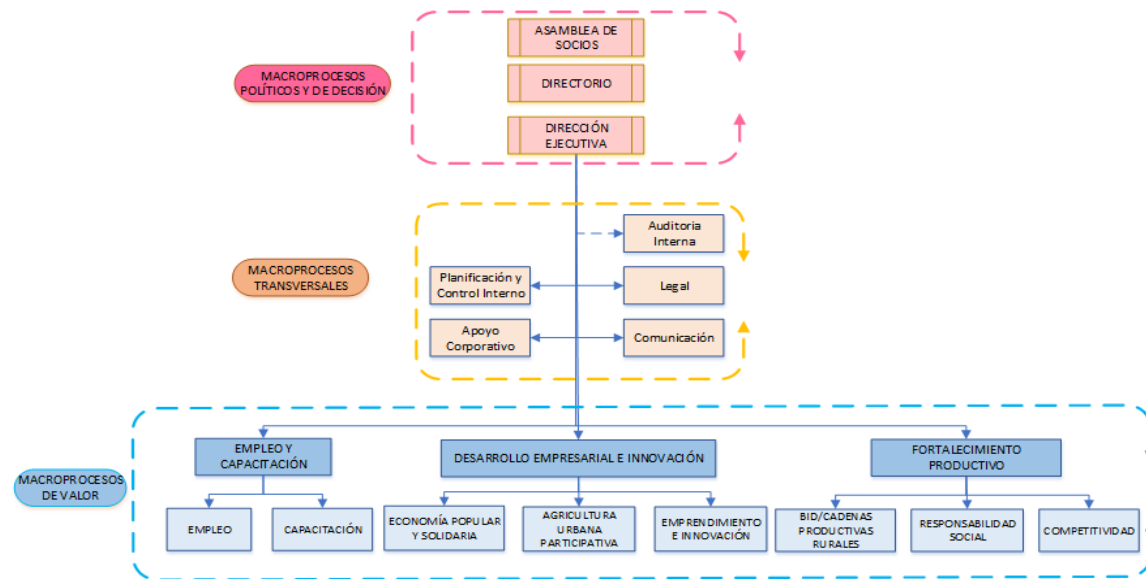 ASAMBLEA DE
SOCIOS
MACROPROCESOS
POLÍTICOS Y DE DECISIÓN
DIRECTORIO
DIRECCIÓN
EJECUTIVA
Auditoria
Interna
MACROPROCESOS
TRANSVERSALES
Planificación y
Control Interno
Legal
Apoyo
Corporativo
Comunicación
EMPLEO Y
CAPACITACIÓN
DESARROLLO EMPRESARIAL E INNOVACIÓN
FORTALECIMIENTO
PRODUCTIVO
MACROPROCESOS
DE VALOR
EMPLEO
CAPACITACIÓN
ECONOMÍA POPULAR
Y SOLIDARIA
AGRICULTURA
URBANA
PARTICIPATIVA
EMPRENDIMIENTO
E INNOVACIÓN
BID/CADENAS
PRODUCTIVAS
RURALES
RESPONSABILIDAD
SOCIAL
COMPETITIVIDAD